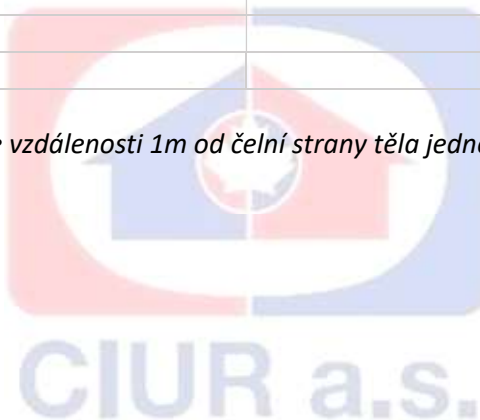 vzdálenosti 1m od čelní strany těla jedn
CIUR a.s.